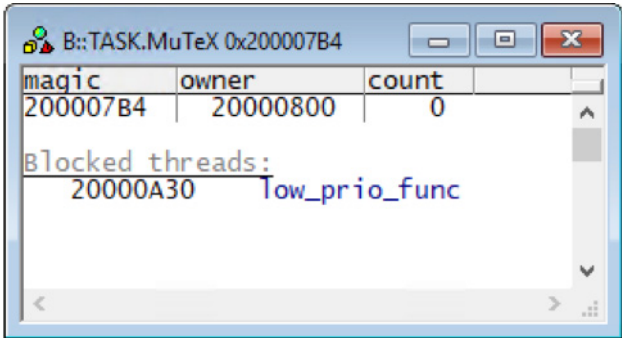 B::TASK.MuTeX 0x200007B4
magic owner count
200007B4 20000800 0
Blocked threads:
20000A30 low_prio_func